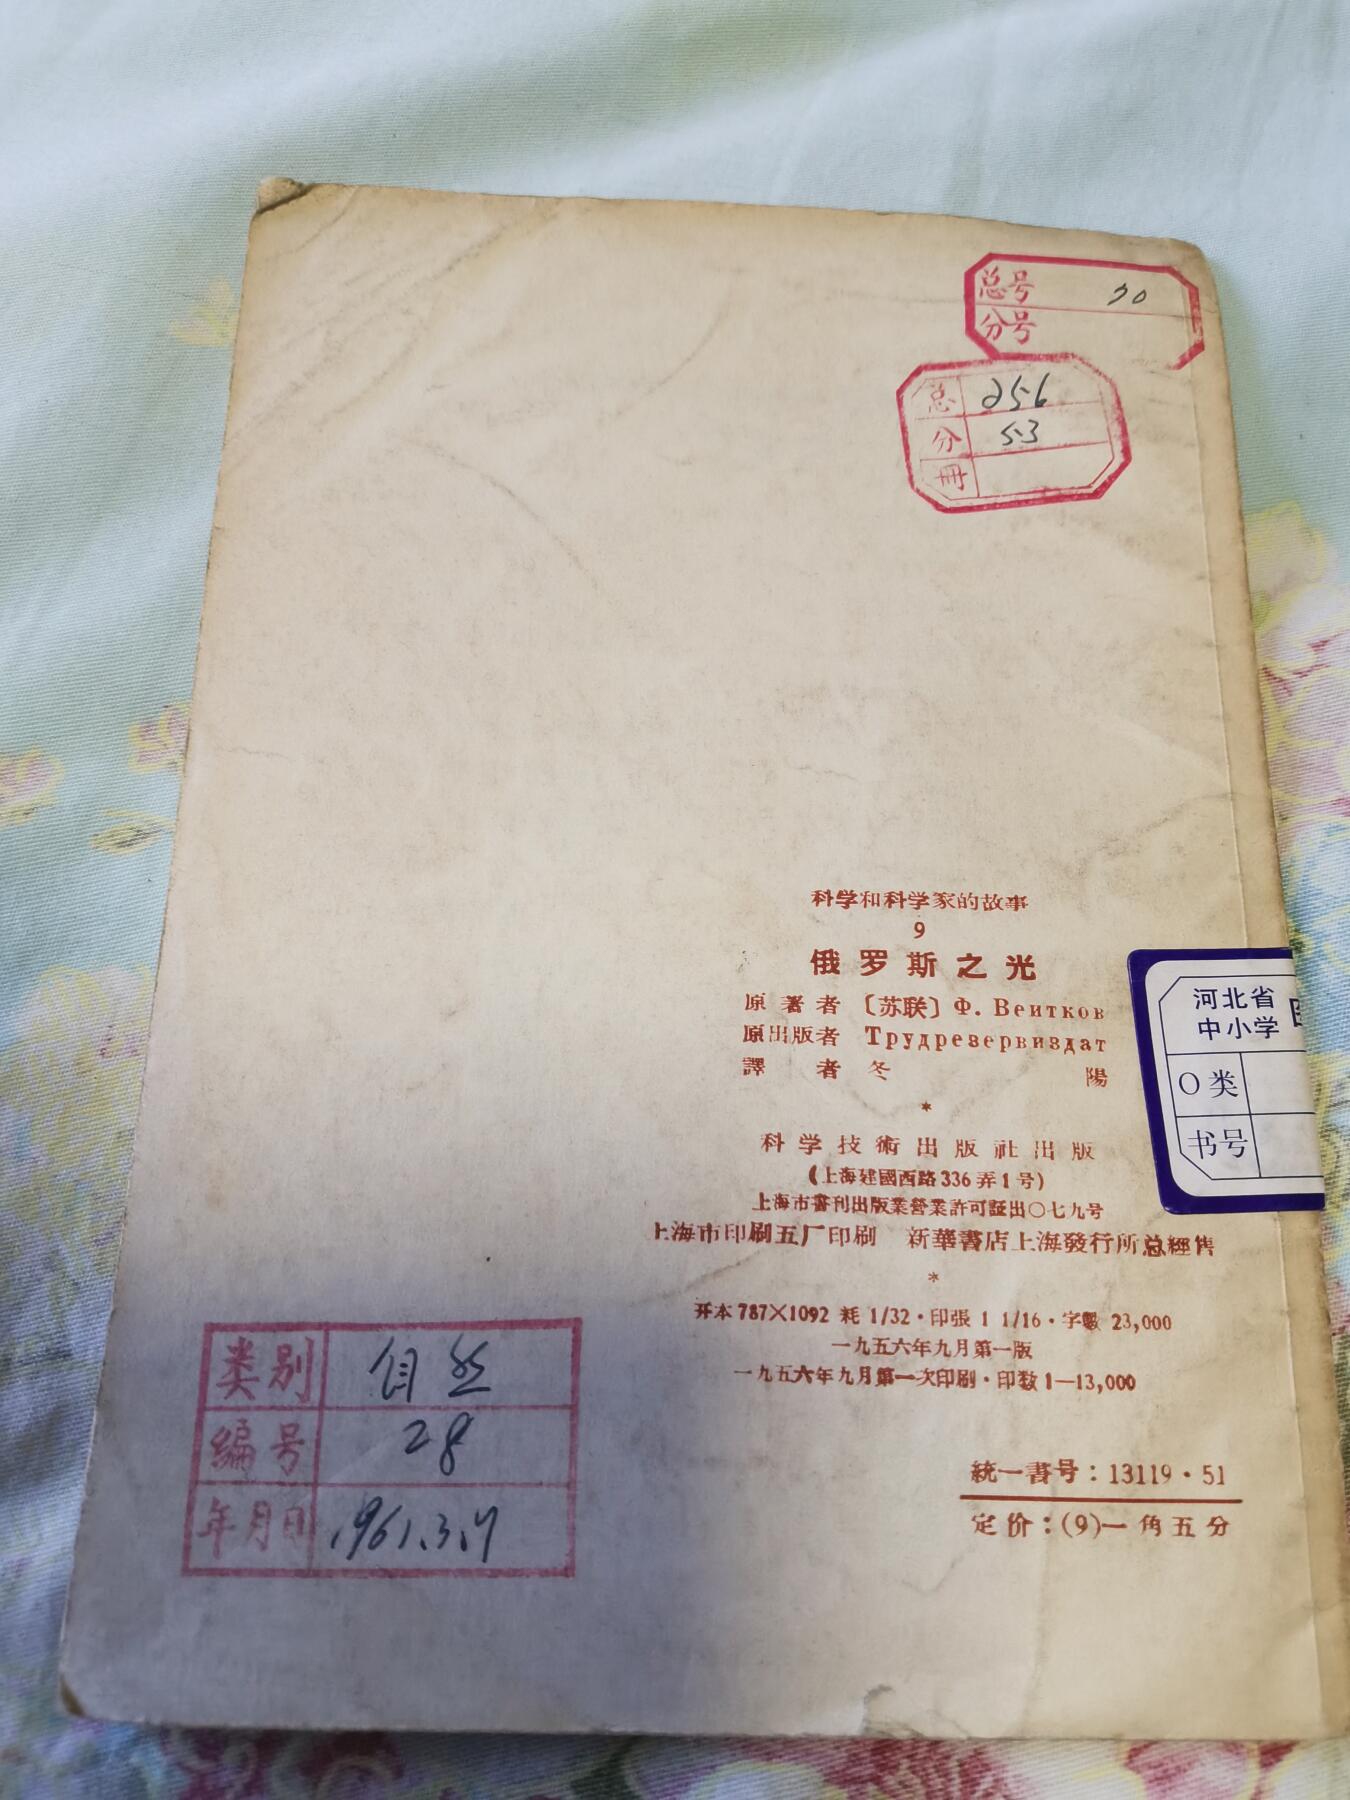 总号 70
分号
总 256
分 53
冊
科学和科学家的故事
9
俄罗斯之光
原著者 〔苏联〕Ф. Веитков
原出版者 Трудрезервиздат
譯者 冬陽
*
科学技術出版社出版
(上海建國西路336弄1号)
上海市書刊出版業營業許可証出〇七九号
上海市印刷五厂印刷 新華書店上海發行所总經售
*
开本 787×1092 耗 1/32·印張 1 1/16·字數 23,000
一九五六年九月第一版
一九五六年九月第一次印刷·印数1—13,000
統一書号：13119·51
定价：(9)一角五分
河北省
中小学
O类
书号
类别 自然
编号 28
年月日 1961.3.17